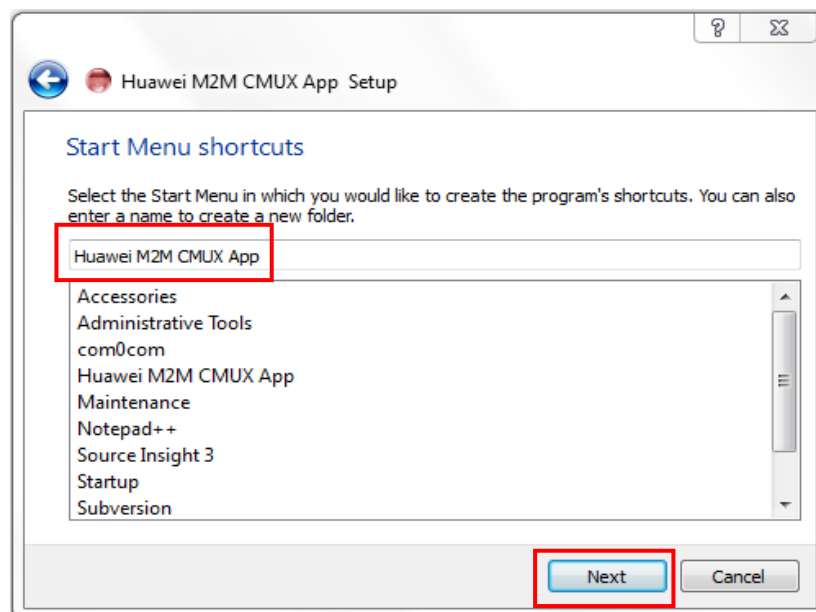 Huawei M2M CMUX App Setup
Start Menu shortcuts
Select the Start Menu in which you would like to create the program's shortcuts. You can also
enter a name to create a new folder.
Huawei M2M CMUX App
Accessories
Administrative Tools
com0com
Huawei M2M CMUX App
Maintenance
Notepad++
Source Insight 3
Startup
Subversion
Next
Cancel